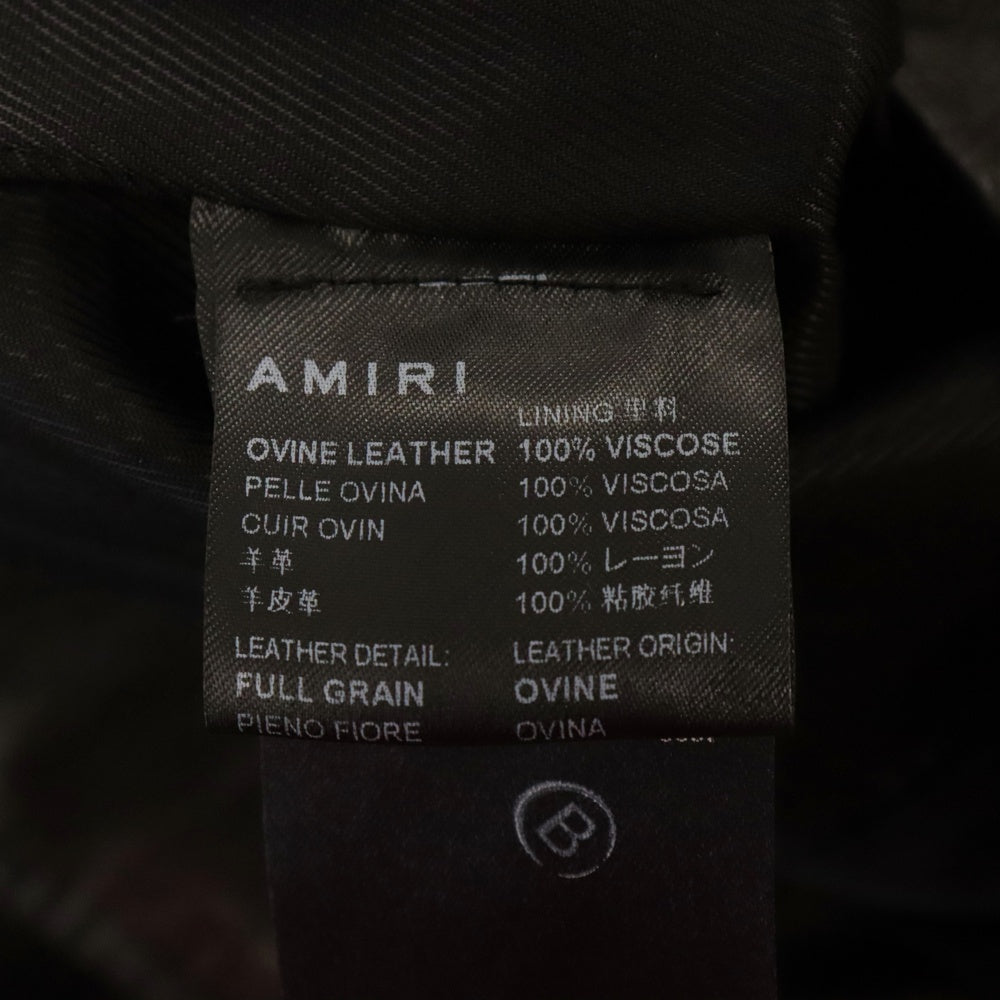 AMIRI
LINING 里料
OVINE LEATHER 100% VISCOSE
PELLE OVINA 100% VISCOSA
CUIR OVIN 100% VISCOSA
羊革 100% レーヨン
羊皮革 100% 粘胶纤维
LEATHER DETAIL: LEATHER ORIGIN:
FULL GRAIN OVINE
PIENO FIORE OVINA
B